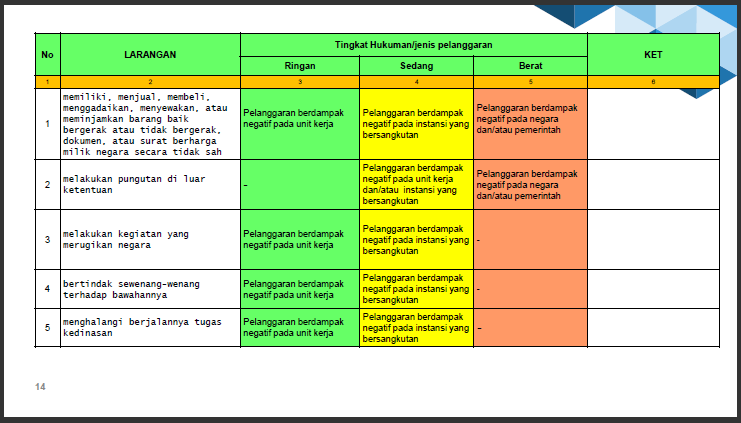 No
LARANGAN
Tingkat Hukuman/jenis pelanggaran
KET
Ringan
Sedang
Berat
1
2
3
4
5
6
1
memiliki, menjual, membeli,
menggadaikan, menyewakan, atau
meminjamkan barang baik
bergerak atau tidak bergerak,
dokumen, atau surat berharga
milik negara secara tidak sah
Pelanggaran berdampak
negatif pada unit kerja
Pelanggaran berdampak
negatif pada instansi yang
bersangkutan
Pelanggaran berdampak
negatif pada negara
dan/atau pemerintah
2
melakukan pungutan di luar
ketentuan
–
Pelanggaran berdampak
negatif pada unit kerja
dan/atau instansi yang
bersangkutan
Pelanggaran berdampak
negatif pada negara
dan/atau pemerintah
3
melakukan kegiatan yang
merugikan negara
Pelanggaran berdampak
negatif pada unit kerja
Pelanggaran berdampak
negatif pada instansi yang
bersangkutan
-
4
bertindak sewenang-wenang
terhadap bawahannya
Pelanggaran berdampak
negatif pada unit kerja
Pelanggaran berdampak
negatif pada instansi yang
bersangkutan
-
5
menghalangi berjalannya tugas
kedinasan
Pelanggaran berdampak
negatif pada unit kerja
Pelanggaran berdampak
negatif pada instansi yang
bersangkutan
–
14